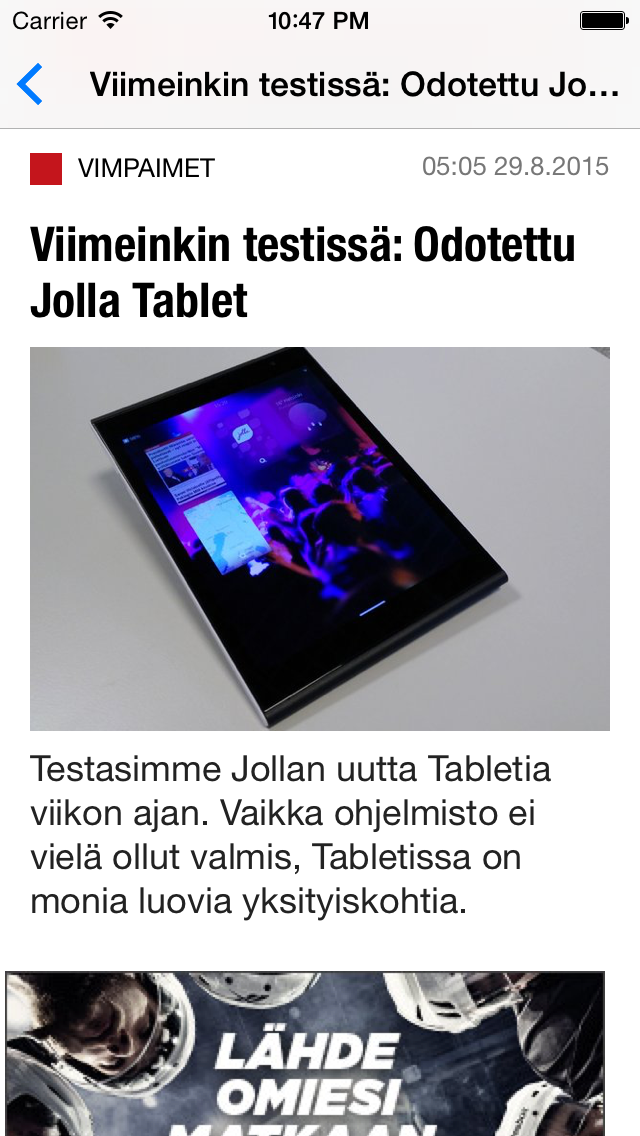 Carrier 10:47 PM
Viimeinkin testissä: Odotettu Jo...
VIMPAIMET 05:05 29.8.2015
Viimeinkin testissä: Odotettu
Jolla Tablet
Testasimme Jollan uutta Tabletia
viikon ajan. Vaikka ohjelmisto ei
vielä ollut valmis, Tabletissa on
monia luovia yksityiskohtia.
LÄHDE
OMIESI
MATKAAN